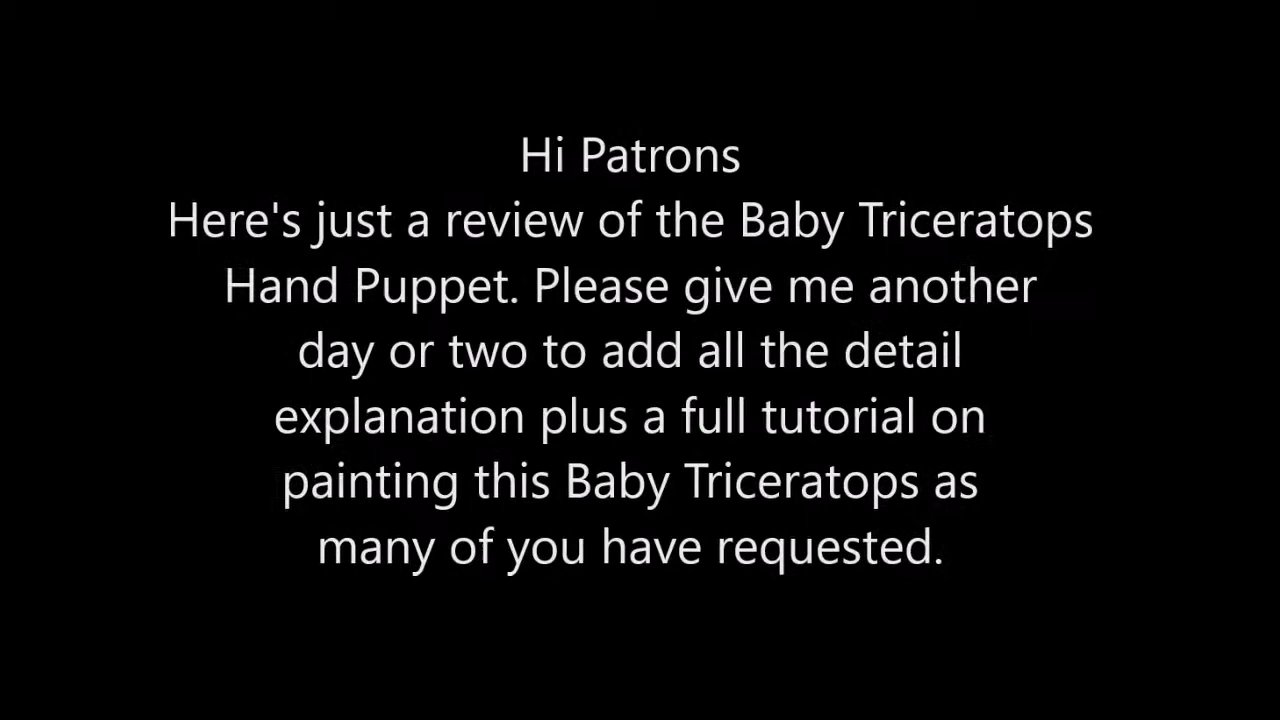 Hi Patrons
Here's just a review of the Baby Triceratops
Hand Puppet. Please give me another
day or two to add all the detail
explanation plus a full tutorial on
painting this Baby Triceratops as
many of you have requested.